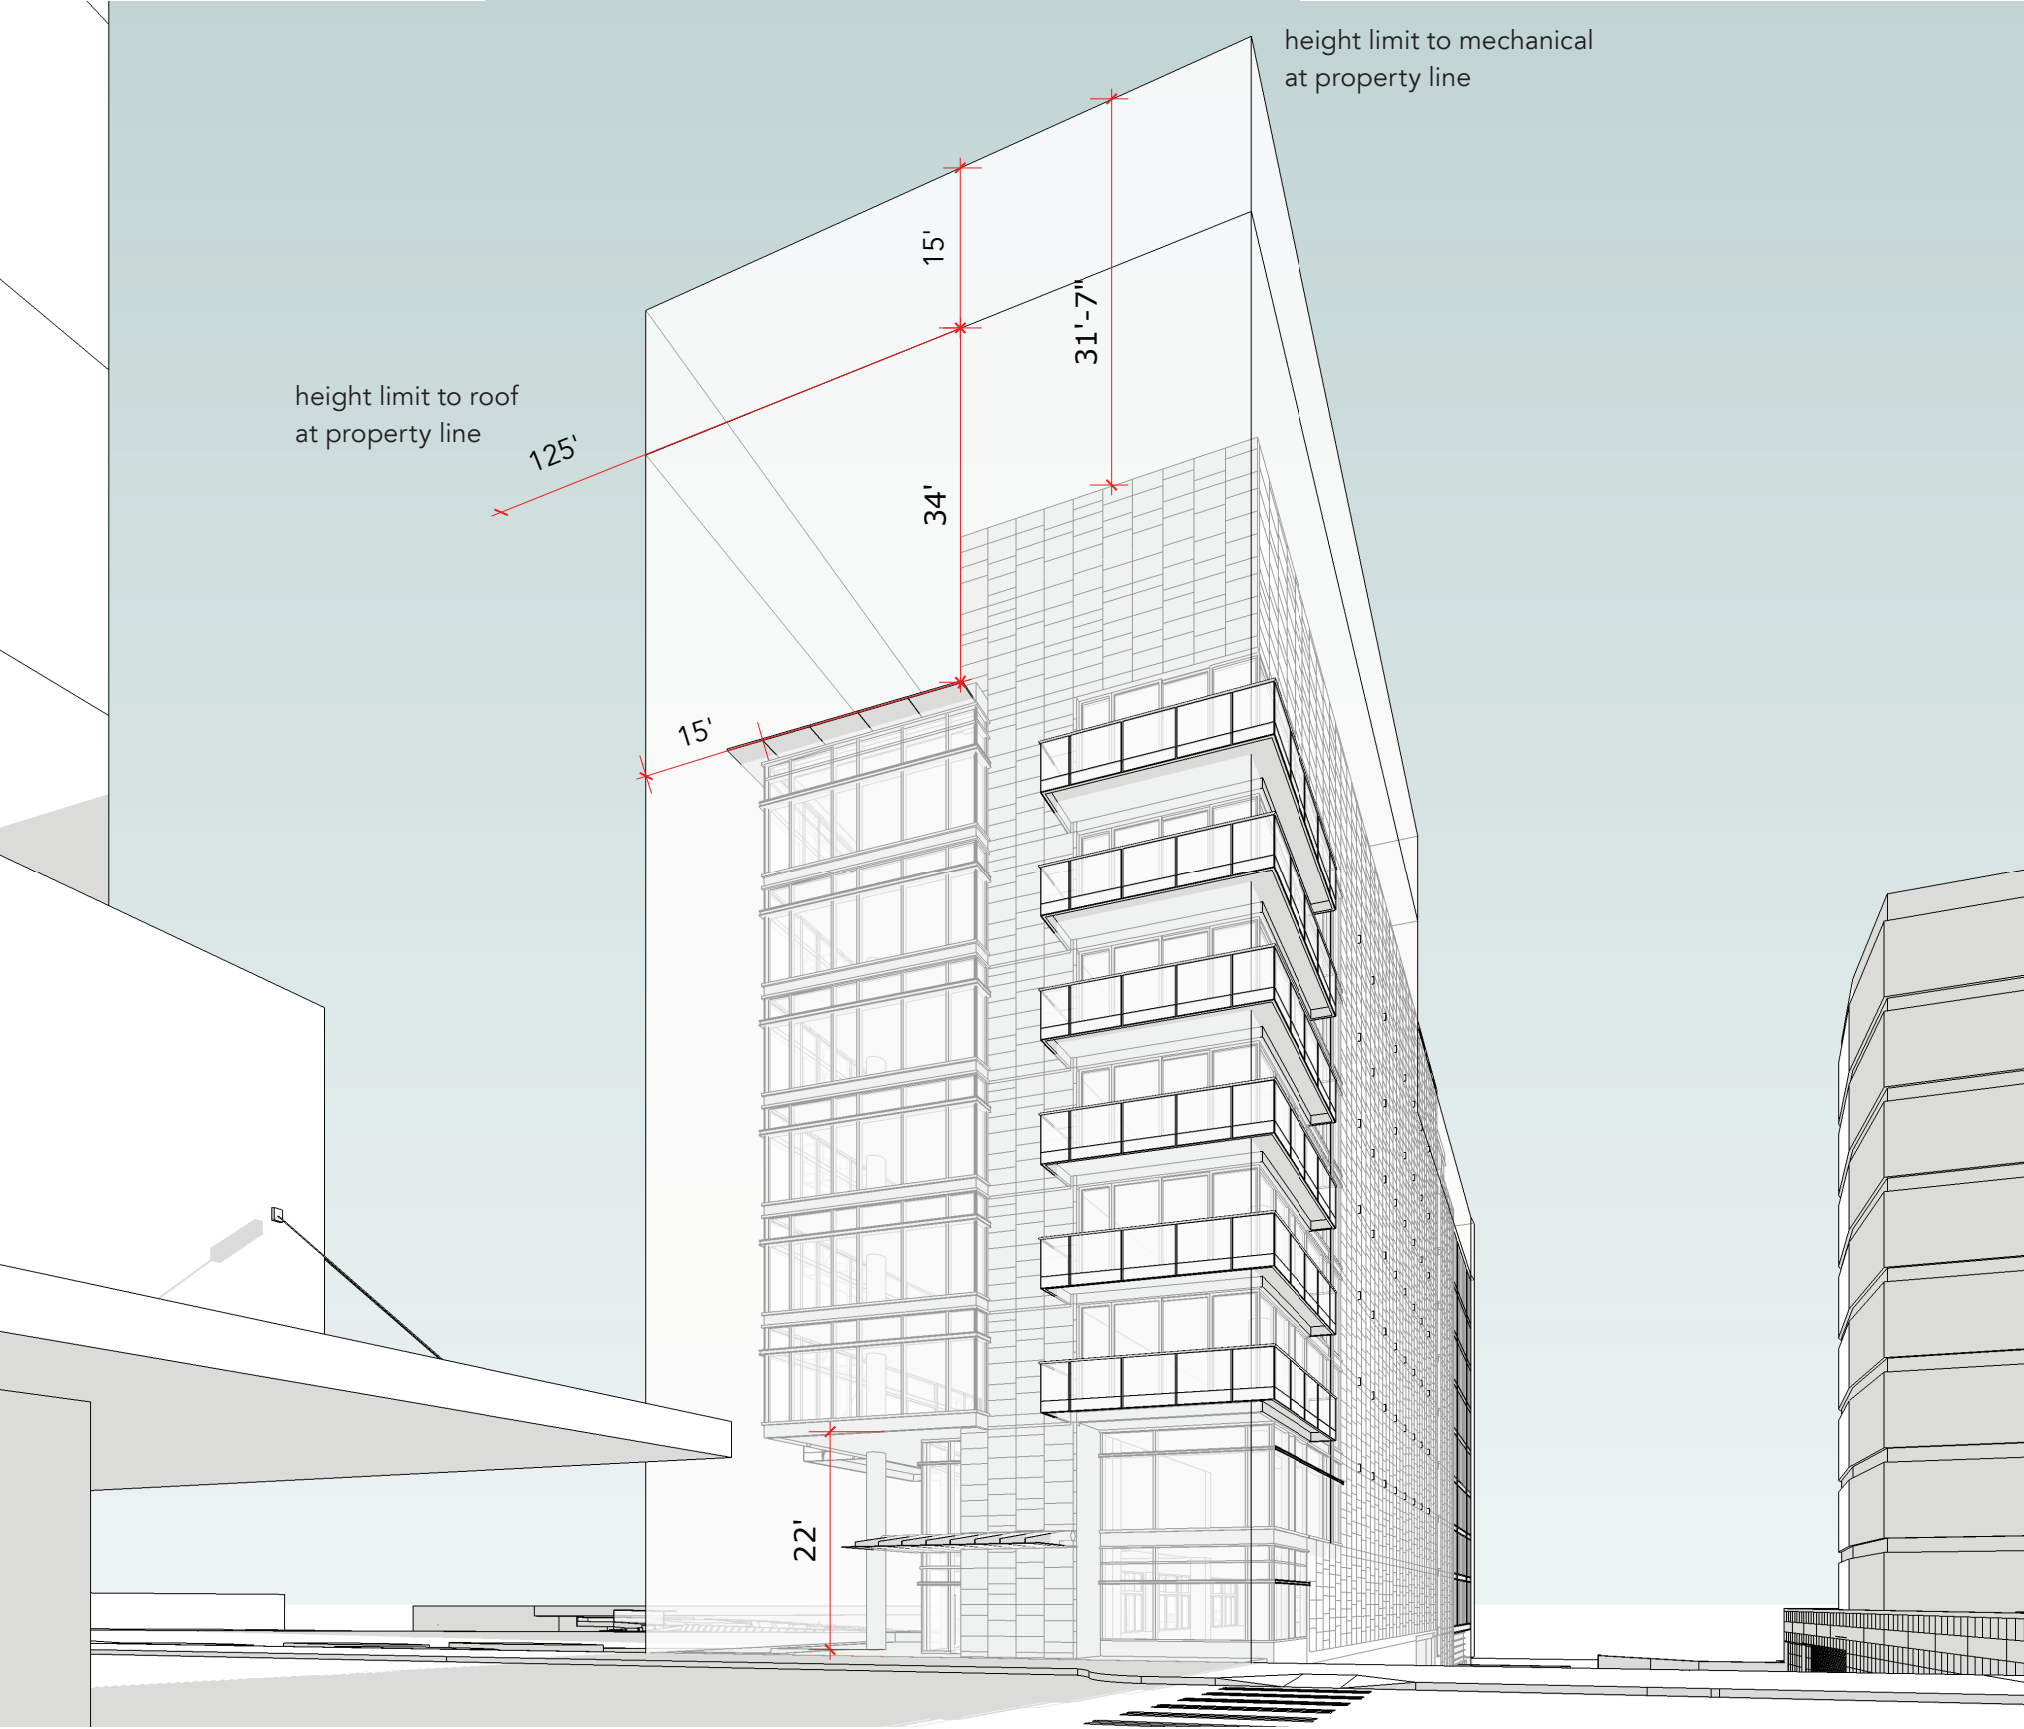 height limit to mechanical
at property line
15'
31'-7"
height limit to roof
at property line
125'
34'
15'
22'